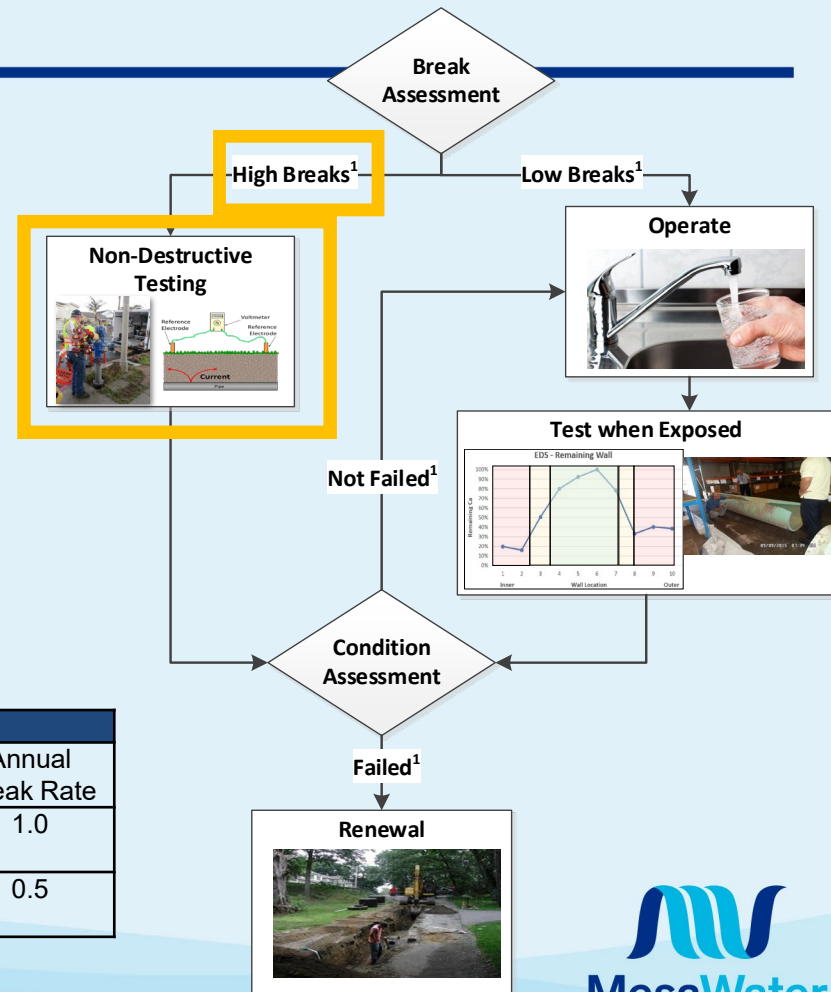 Break
Assessment
High Breaks¹
Low Breaks¹
Non-Destructive
Testing
Reference
Electrode
Voltmeter
Reference
Electrode
Current
Pipe
Operate
Test when Exposed
EDS - Remaining Wall
Remaining Ca
100%
90%
80%
70%
60%
50%
40%
30%
20%
10%
0%
1 2 3 4 5 6 7 8 9 10
Inner Wall Location Outer
09/09/2015
Not Failed¹
Condition
Assessment
Failed¹
Renewal
Annual
eak Rate
1.0
0.5
MesaWater